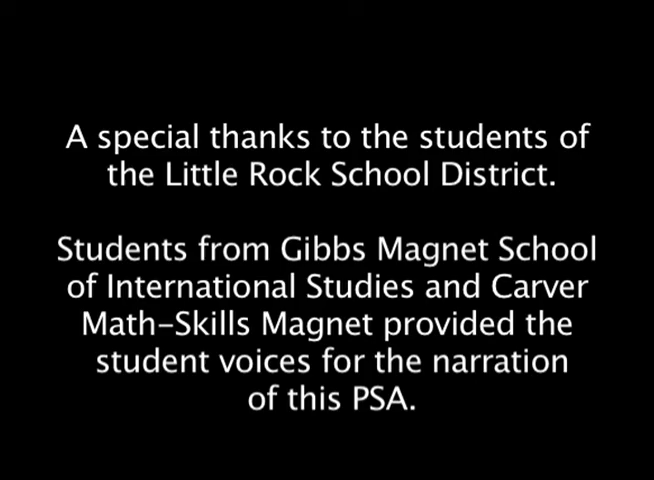 A special thanks to the students of
the Little Rock School District.
Students from Gibbs Magnet School
of International Studies and Carver
Math-Skills Magnet provided the
student voices for the narration
of this PSA.